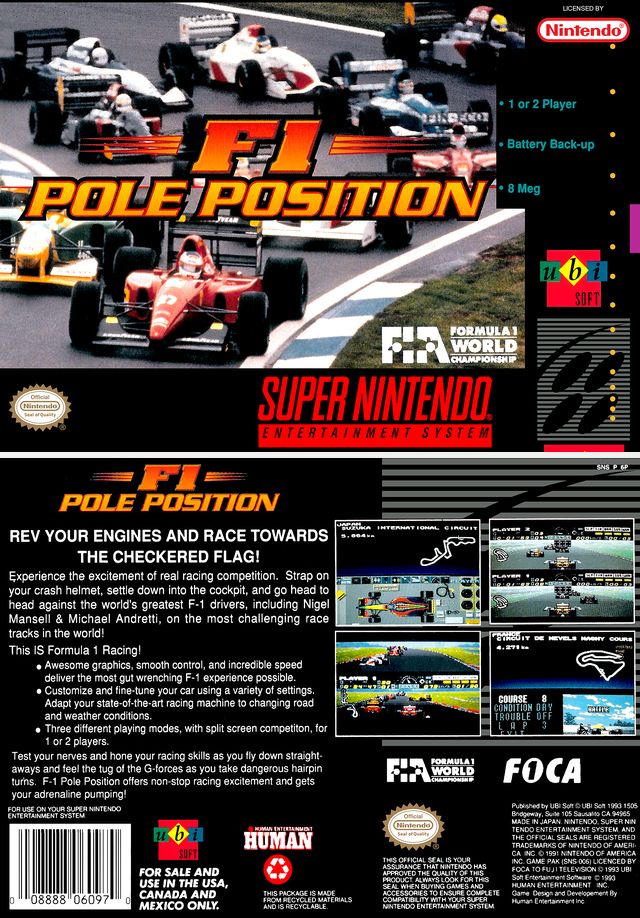 LICENSED BY
Nintendo®
• 1 or 2 Player
• Battery Back-up
• 8 Meg
F1
POLE POSITION
ubi
SOFT
FIA FORMULA 1
WORLD
CHAMPIONSHIP
Official
Nintendo
Seal of Quality
SUPER NINTENDO®
ENTERTAINMENT SYSTEM
SNS P 6P
F1
POLE POSITION
REV YOUR ENGINES AND RACE TOWARDS
THE CHECKERED FLAG!
Experience the excitement of real racing competition. Strap on
your crash helmet, settle down into the cockpit, and go head to
head against the world's greatest F-1 drivers, including Nigel
Mansell & Michael Andretti, on the most challenging race
tracks in the world!
This IS Formula 1 Racing!
● Awesome graphics, smooth control, and incredible speed
deliver the most gut wrenching F-1 experience possible.
● Customize and fine-tune your car using a variety of settings.
Adapt your state-of-the-art racing machine to changing road
and weather conditions.
● Three different playing modes, with split screen competiton, for
1 or 2 players.
Test your nerves and hone your racing skills as you fly down straight-
aways and feel the tug of the G-forces as you take dangerous hairpin
turns. F-1 Pole Position offers non-stop racing excitement and gets
your adrenaline pumping!
FOR USE ON YOUR SUPER NINTENDO
ENTERTAINMENT SYSTEM
JAPAN
SUZUKA INTERNATIONAL CIRCUIT
5.864km
PLAYER 2
PLAYER 1
PLAYER
FRANCE
CIRCUIT DE NEVELS MAGNY COURS
4.271km
COURSE 8
CONDITION DRY
TROUBLE OFF
LAP 3
EXIT
FIA FORMULA 1
WORLD
CHAMPIONSHIP
FOCA
0 08888 06097 0
ubi
SOFT
FOR SALE AND
USE IN THE USA,
CANADA AND
MEXICO ONLY.
HUMAN ENTERTAINMENT
HUMAN
THIS PACKAGE IS MADE
FROM RECYCLED MATERIALS
AND IS RECYCLABLE.
Official
Nintendo
Seal of Quality
THIS OFFICIAL SEAL IS YOUR
ASSURANCE THAT NINTENDO HAS
APPROVED THE QUALITY OF THIS
PRODUCT. ALWAYS LOOK FOR THIS
SEAL WHEN BUYING GAMES AND
ACCESSORIES TO ENSURE COMPLETE
COMPATIBILITY WITH YOUR SUPER
NINTENDO ENTERTAINMENT SYSTEM.
Published by UBI Soft © UBI Soft 1993 1505
Bridgeway, Suite 105 Sausalito CA 94965
MADE IN JAPAN. NINTENDO, SUPER NIN
TENDO ENTERTAINMENT SYSTEM, AND
THE OFFICIAL SEALS ARE REGISTERED
TRADEMARKS OF NINTENDO OF AMERI-
CA INC © 1991 NINTENDO OF AMERICA
INC. GAME PAK (SNS-006) LICENCED BY
FOCA TO FUJI TELEVISION © 1993 UBI
Soft Entertainment Software © 1993
HUMAN ENTERTAINMENT INC.
Game Design and Developement By
Human Entertainment Inc